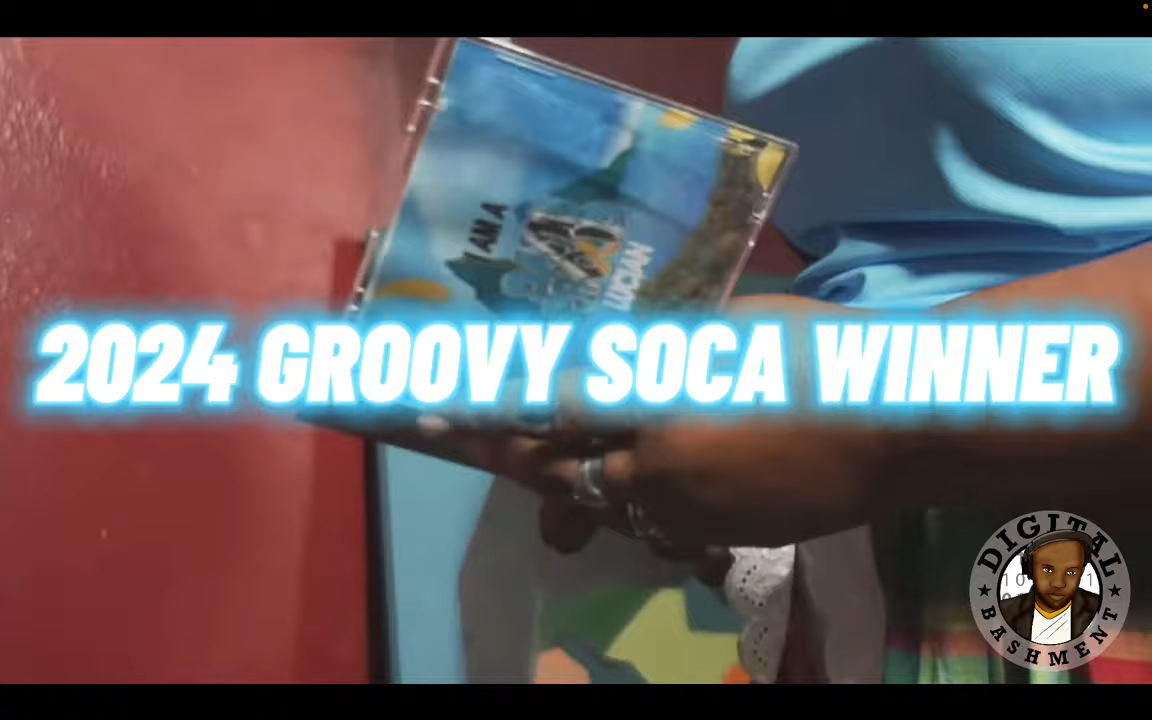 I AM A
LUCIAN
2024 GROOVY SOCA WINNER
DIGITAL
BASHMENT